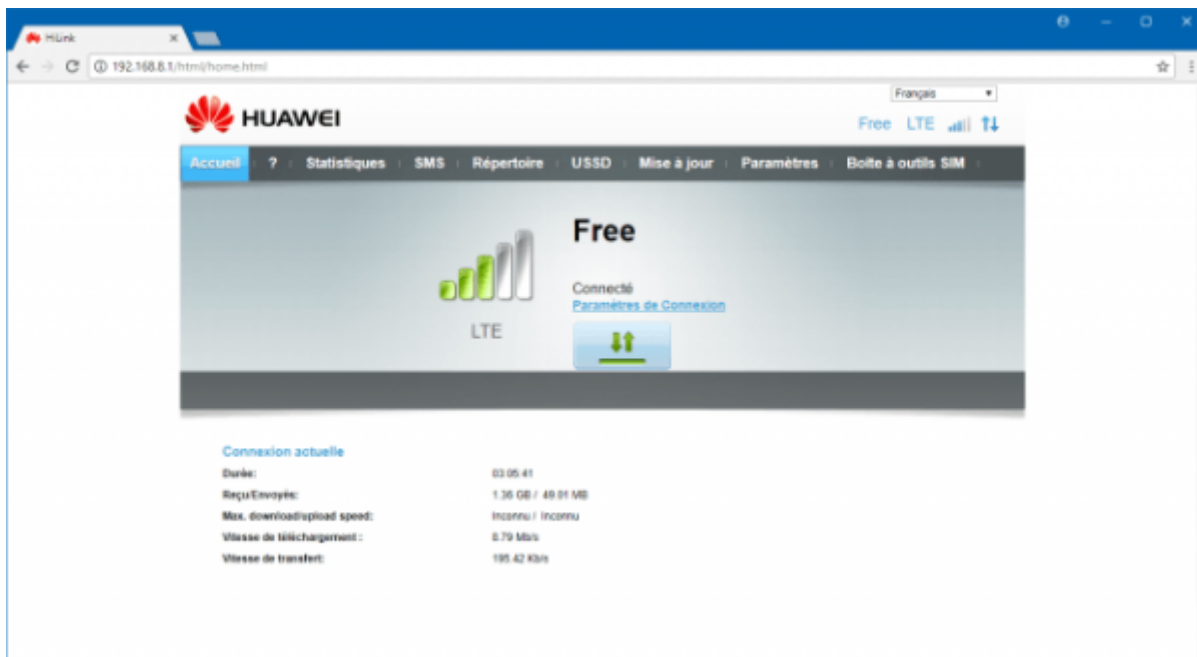 HiLink
192.168.8.1/html/home.html
Français
HUAWEI
Free LTE
Accueil ? Statistiques SMS Répertoire USSD Mise à jour Paramètres Boîte à outils SIM
Free
Connecté
Paramètres de Connexion
LTE
Connexion actuelle
Durée: 03:05:41
Reçu/Envoyés: 1.36 GB / 49.01 MB
Max. download/upload speed: Inconnu / Inconnu
Vitesse de téléchargement : 8.79 Mb/s
Vitesse de transfert: 195.42 Kb/s